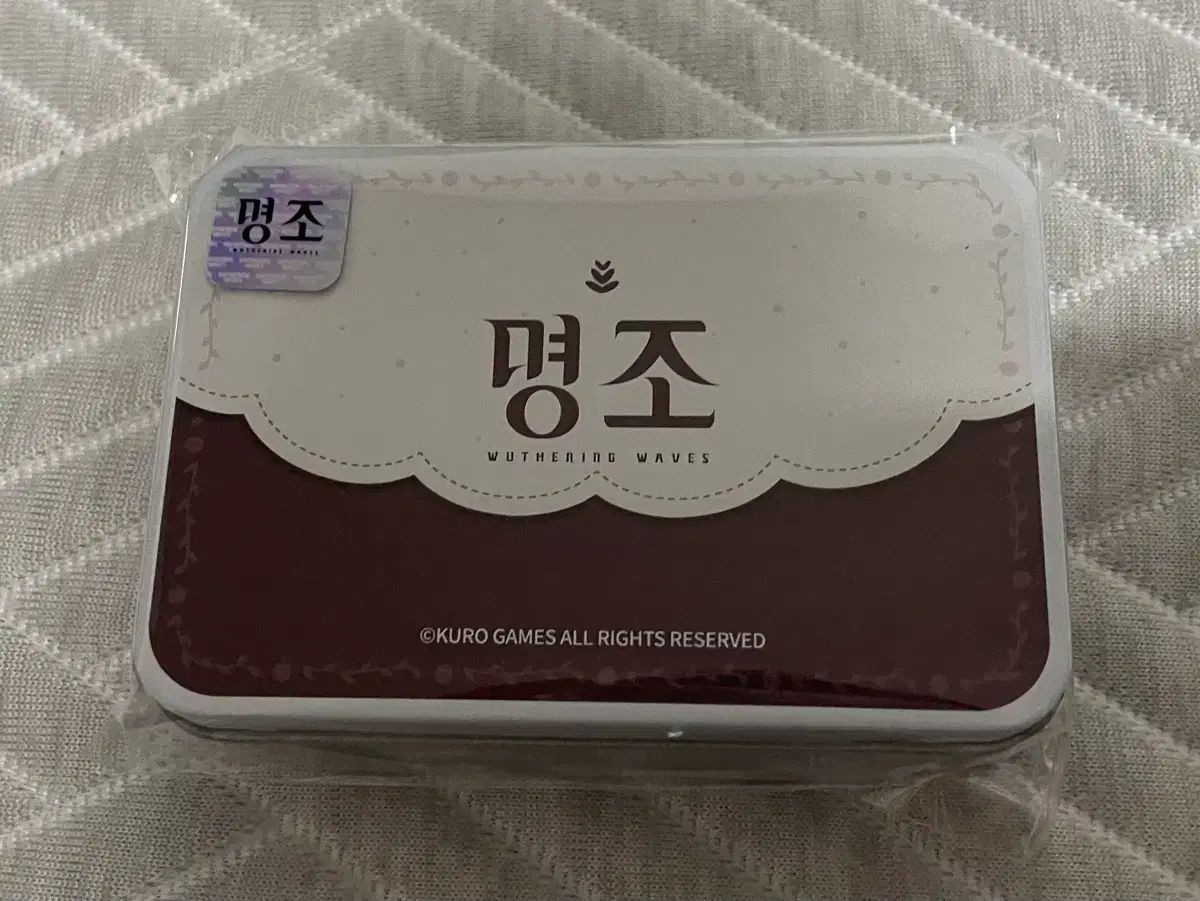 명조
WUTHERING WAVES
명조
WUTHERING WAVES
©KURO GAMES ALL RIGHTS RESERVED